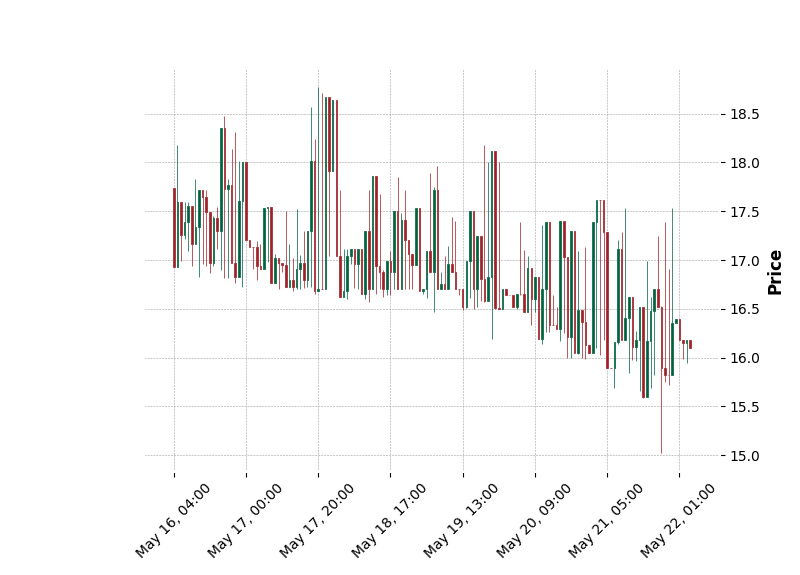 18.5
18.0
17.5
17.0
16.5
16.0
15.5
15.0
Price
May 16, 04:00
May 17, 00:00
May 17, 20:00
May 18, 17:00
May 19, 13:00
May 20, 09:00
May 21, 05:00
May 22, 01:00